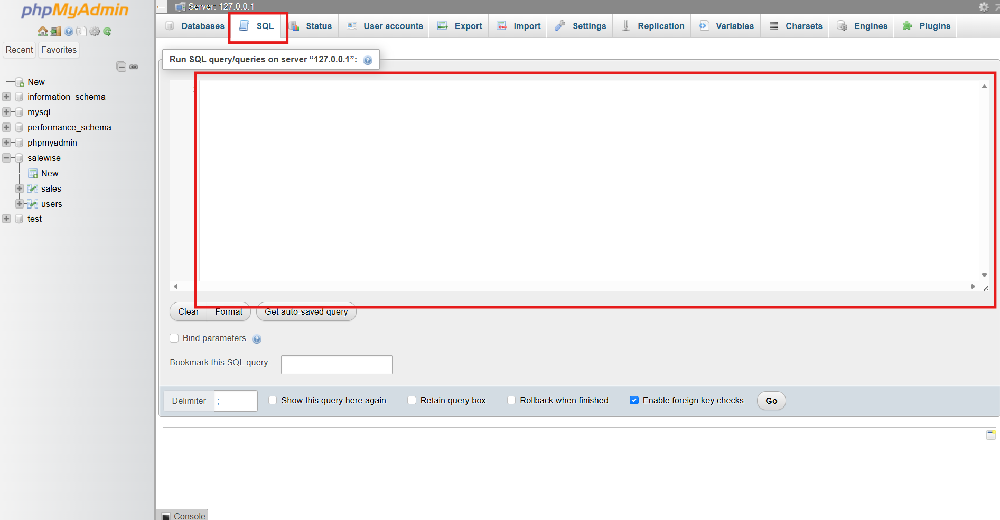 phpMyAdmin
Recent Favorites
New
information_schema
mysql
performance_schema
phpmyadmin
salewise
New
sales
users
test
Server: 127.0.0.1
Databases SQL Status User accounts Export Import Settings Replication Variables Charsets Engines Plugins
Run SQL query/queries on server “127.0.0.1”:
Clear Format Get auto-saved query
Bind parameters
Bookmark this SQL query:
Delimiter ; Show this query here again Retain query box Rollback when finished Enable foreign key checks Go
Console